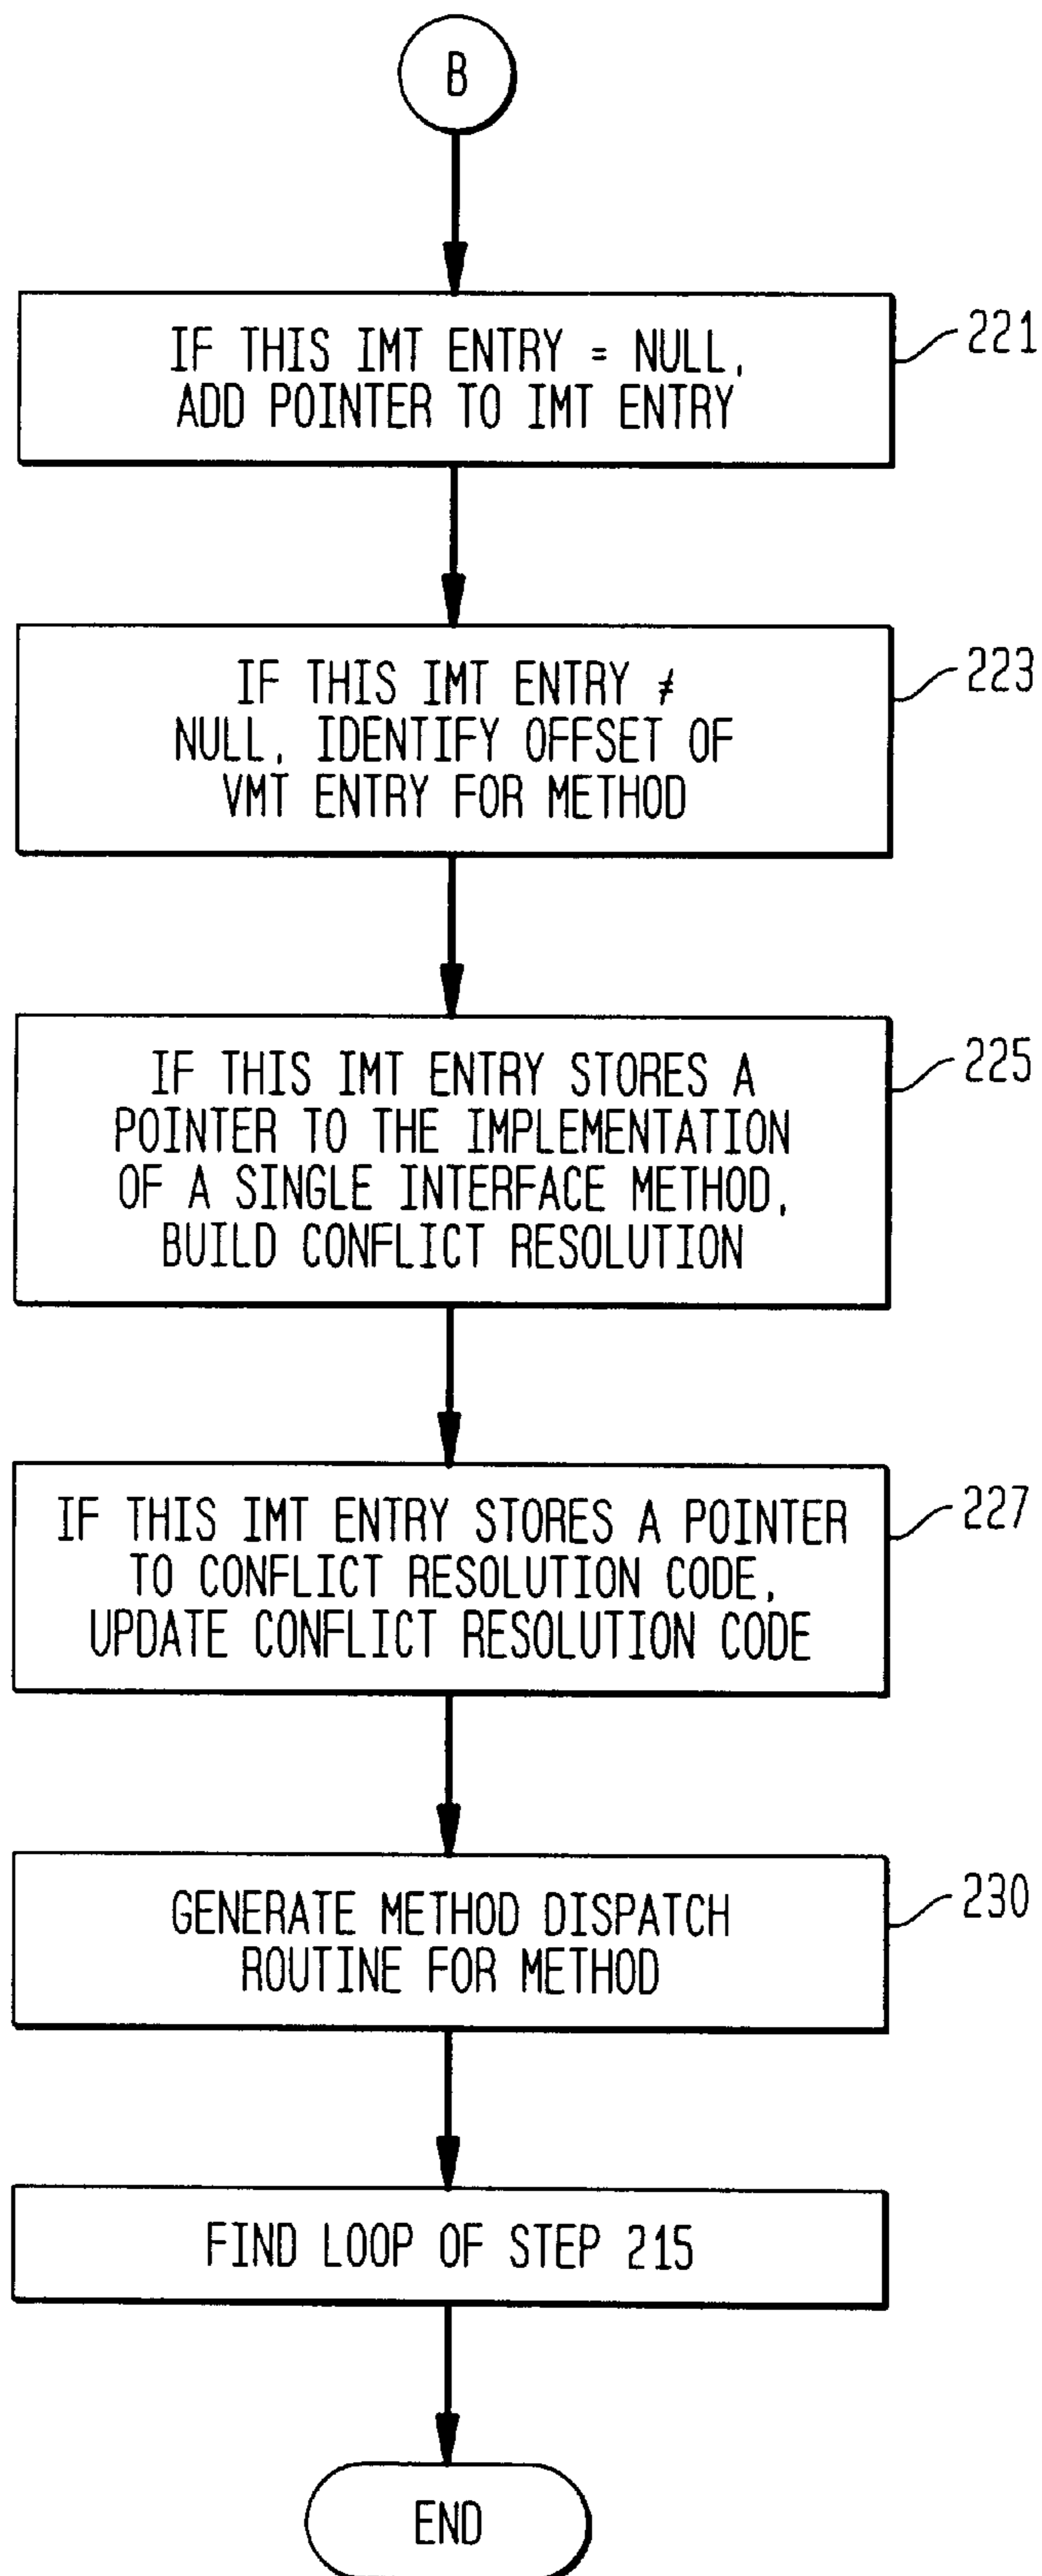 B
IF THIS IMT ENTRY = NULL,
ADD POINTER TO IMT ENTRY
221
IF THIS IMT ENTRY ≠
NULL, IDENTIFY OFFSET OF
VMT ENTRY FOR METHOD
223
IF THIS IMT ENTRY STORES A
POINTER TO THE IMPLEMENTATION
OF A SINGLE INTERFACE METHOD,
BUILD CONFLICT RESOLUTION
225
IF THIS IMT ENTRY STORES A POINTER
TO CONFLICT RESOLUTION CODE,
UPDATE CONFLICT RESOLUTION CODE
227
GENERATE METHOD DISPATCH
ROUTINE FOR METHOD
230
FIND LOOP OF STEP 215
END